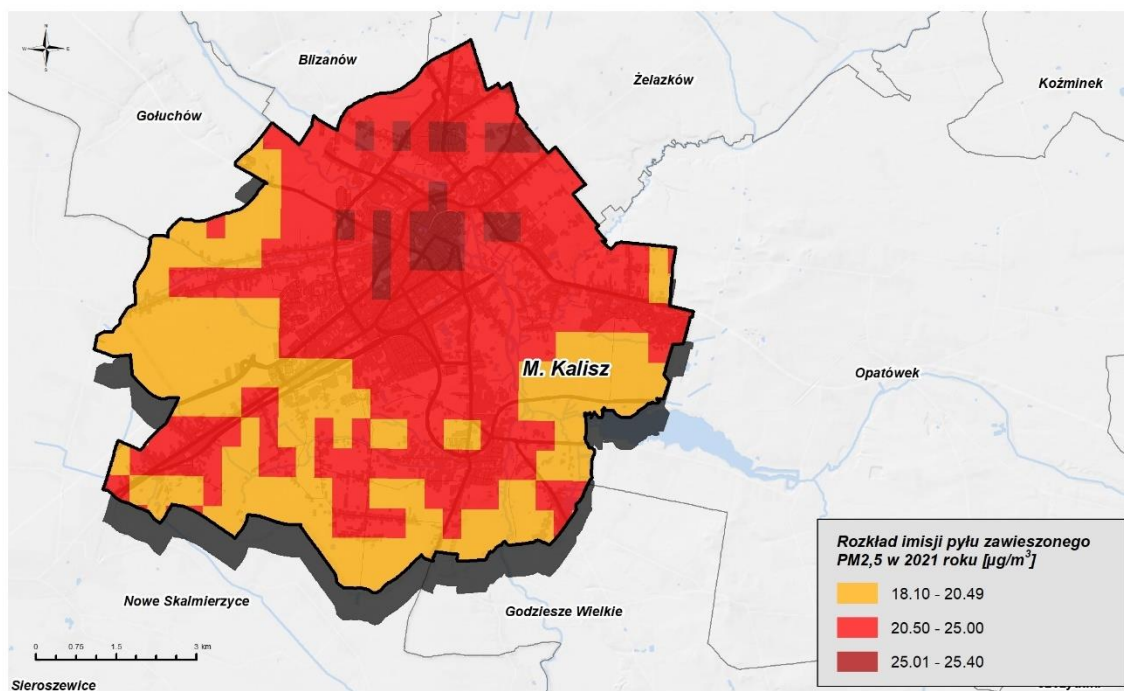 N
W E
S
Blizanów
Żelazków
Koźminek
Gołuchów
M. Kalisz
Opatówek
Rozkład imisji pyłu zawieszonego
PM2,5 w 2021 roku [µg/m³]
18.10 - 20.49
20.50 - 25.00
25.01 - 25.40
Nowe Skalmierzyce
Godziesze Wielkie
0 0.75 1.5 3 km
Sieroszewice